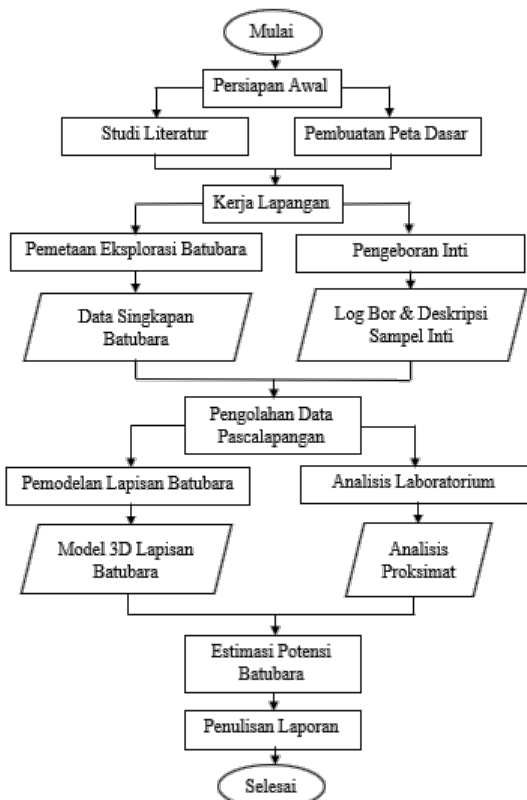 Mulai
Persiapan Awal
Studi Literatur
Pembuatan Peta Dasar
Kerja Lapangan
Pemetaan Eksplorasi Batubara
Pengeboran Inti
Data Singkapan
Batubara
Log Bor & Deskripsi
Sampel Inti
Pengolahan Data
Pascalapangan
Pemodelan Lapisan Batubara
Analisis Laboratorium
Model 3D Lapisan
Batubara
Analisis
Proksimat
Estimasi Potensi
Batubara
Penulisan Laporan
Selesai